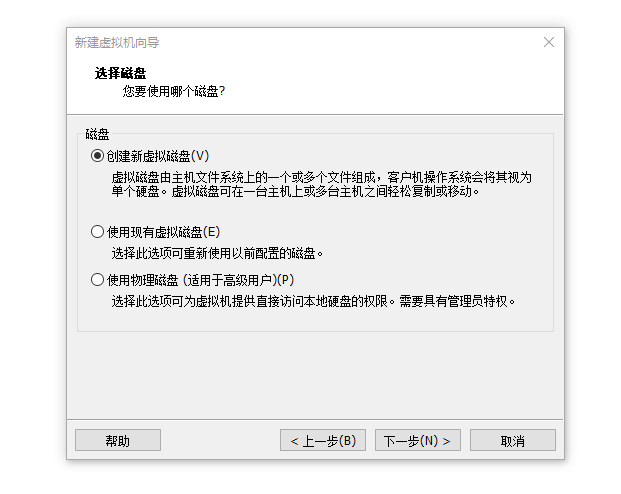 新建虚拟机向导
选择磁盘
您要使用哪个磁盘?
磁盘
创建新虚拟磁盘(V)
虚拟磁盘由主机文件系统上的一个或多个文件组成，客户机操作系统会将其视为
单个硬盘。虚拟磁盘可在一台主机上或多台主机之间轻松复制或移动。
使用现有虚拟磁盘(E)
选择此选项可重新使用以前配置的磁盘。
使用物理磁盘 (适用于高级用户)(P)
选择此选项可为虚拟机提供直接访问本地硬盘的权限。需要具有管理员特权。
帮助
< 上一步(B)
下一步(N) >
取消